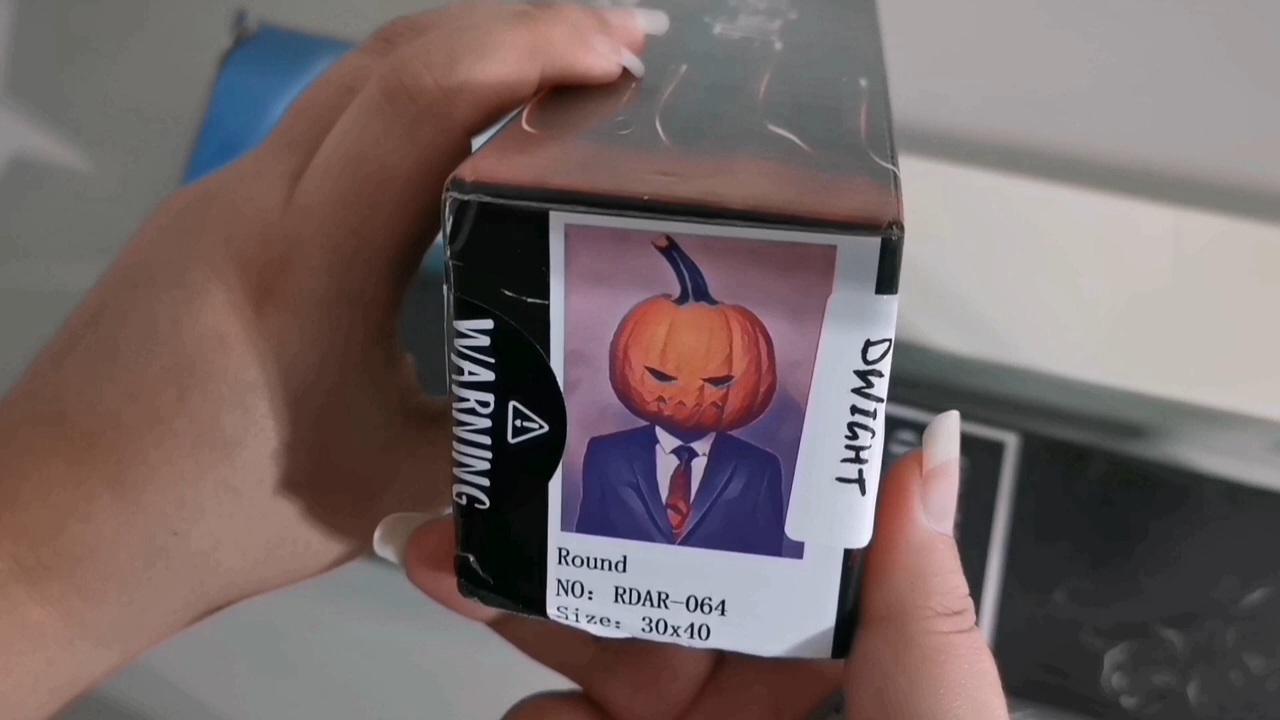 WARNING
DWIGHT
Round
NO: RDAR-064
Size: 30x40